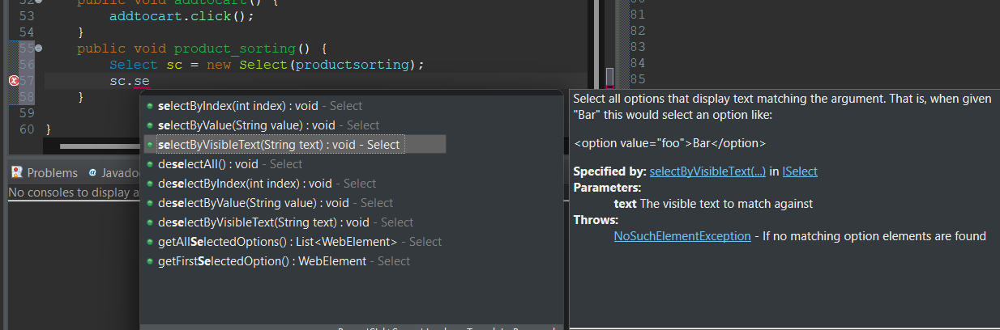 52 public void addtocart() {
53 addtocart.click();
54 }
55 public void product_sorting() {
56 Select sc = new Select(productsorting);
57 sc.se
58 }
59
60 }
81
82
83
84
85
selectByIndex(int index) : void - Select
selectByValue(String value) : void - Select
selectByVisibleText(String text) : void - Select
deselectAll() : void - Select
deselectByIndex(int index) : void - Select
deselectByValue(String value) : void - Select
deselectByVisibleText(String text) : void - Select
getAllSelectedOptions() : List<WebElement> - Select
getFirstSelectedOption() : WebElement - Select
Select all options that display text matching the argument. That is, when given
"Bar" this would select an option like:
<option value="foo">Bar</option>
Specified by: selectByVisibleText(...) in ISelect
Parameters:
text The visible text to match against
Throws:
NoSuchElementException - If no matching option elements are found
Problems @ Javado
No consoles to display a